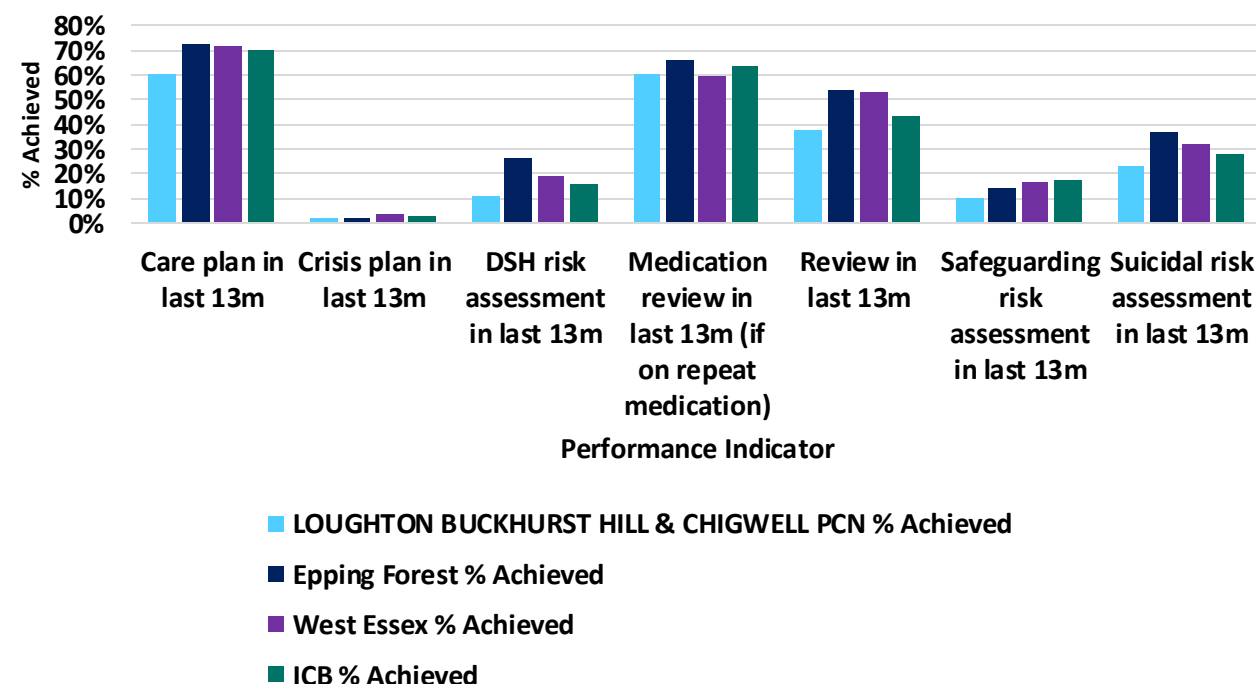 80%
70%
60%
50%
40%
30%
20%
10%
0%
% Achieved
Care plan in
last 13m
Crisis plan in
last 13m
DSH risk
assessment
in last 13m
Medication
review in
last 13m (if
on repeat
medication)
Review in
last 13m
Safeguarding
risk
assessment
in last 13m
Suicidal risk
assessment
in last 13m
Performance Indicator
LOUGHTON BUCKHURST HILL & CHIGWELL PCN % Achieved
Epping Forest % Achieved
West Essex % Achieved
ICB % Achieved